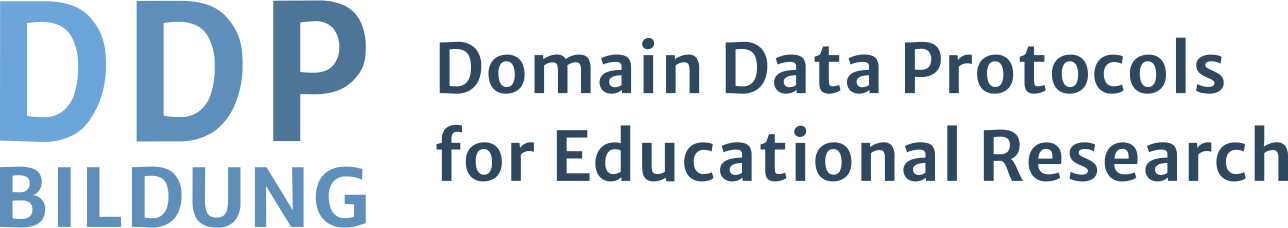 DDP
BILDUNG
Domain Data Protocols
for Educational Research